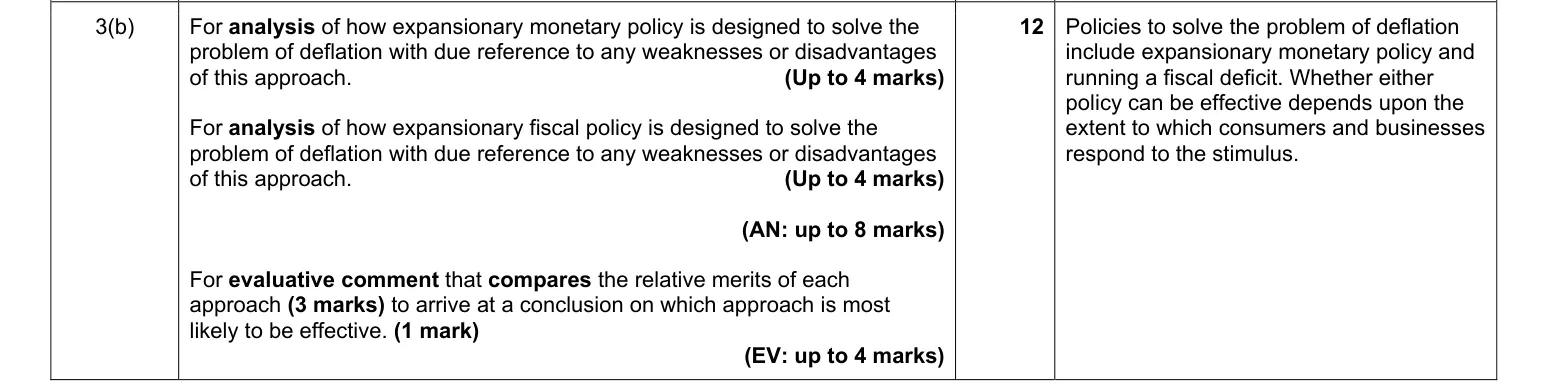 3(b)
For analysis of how expansionary monetary policy is designed to solve the
problem of deflation with due reference to any weaknesses or disadvantages
of this approach. (Up to 4 marks)
For analysis of how expansionary fiscal policy is designed to solve the
problem of deflation with due reference to any weaknesses or disadvantages
of this approach. (Up to 4 marks)
(AN: up to 8 marks)
For evaluative comment that compares the relative merits of each
approach (3 marks) to arrive at a conclusion on which approach is most
likely to be effective. (1 mark)
(EV: up to 4 marks)
12
Policies to solve the problem of deflation
include expansionary monetary policy and
running a fiscal deficit. Whether either
policy can be effective depends upon the
extent to which consumers and businesses
respond to the stimulus.